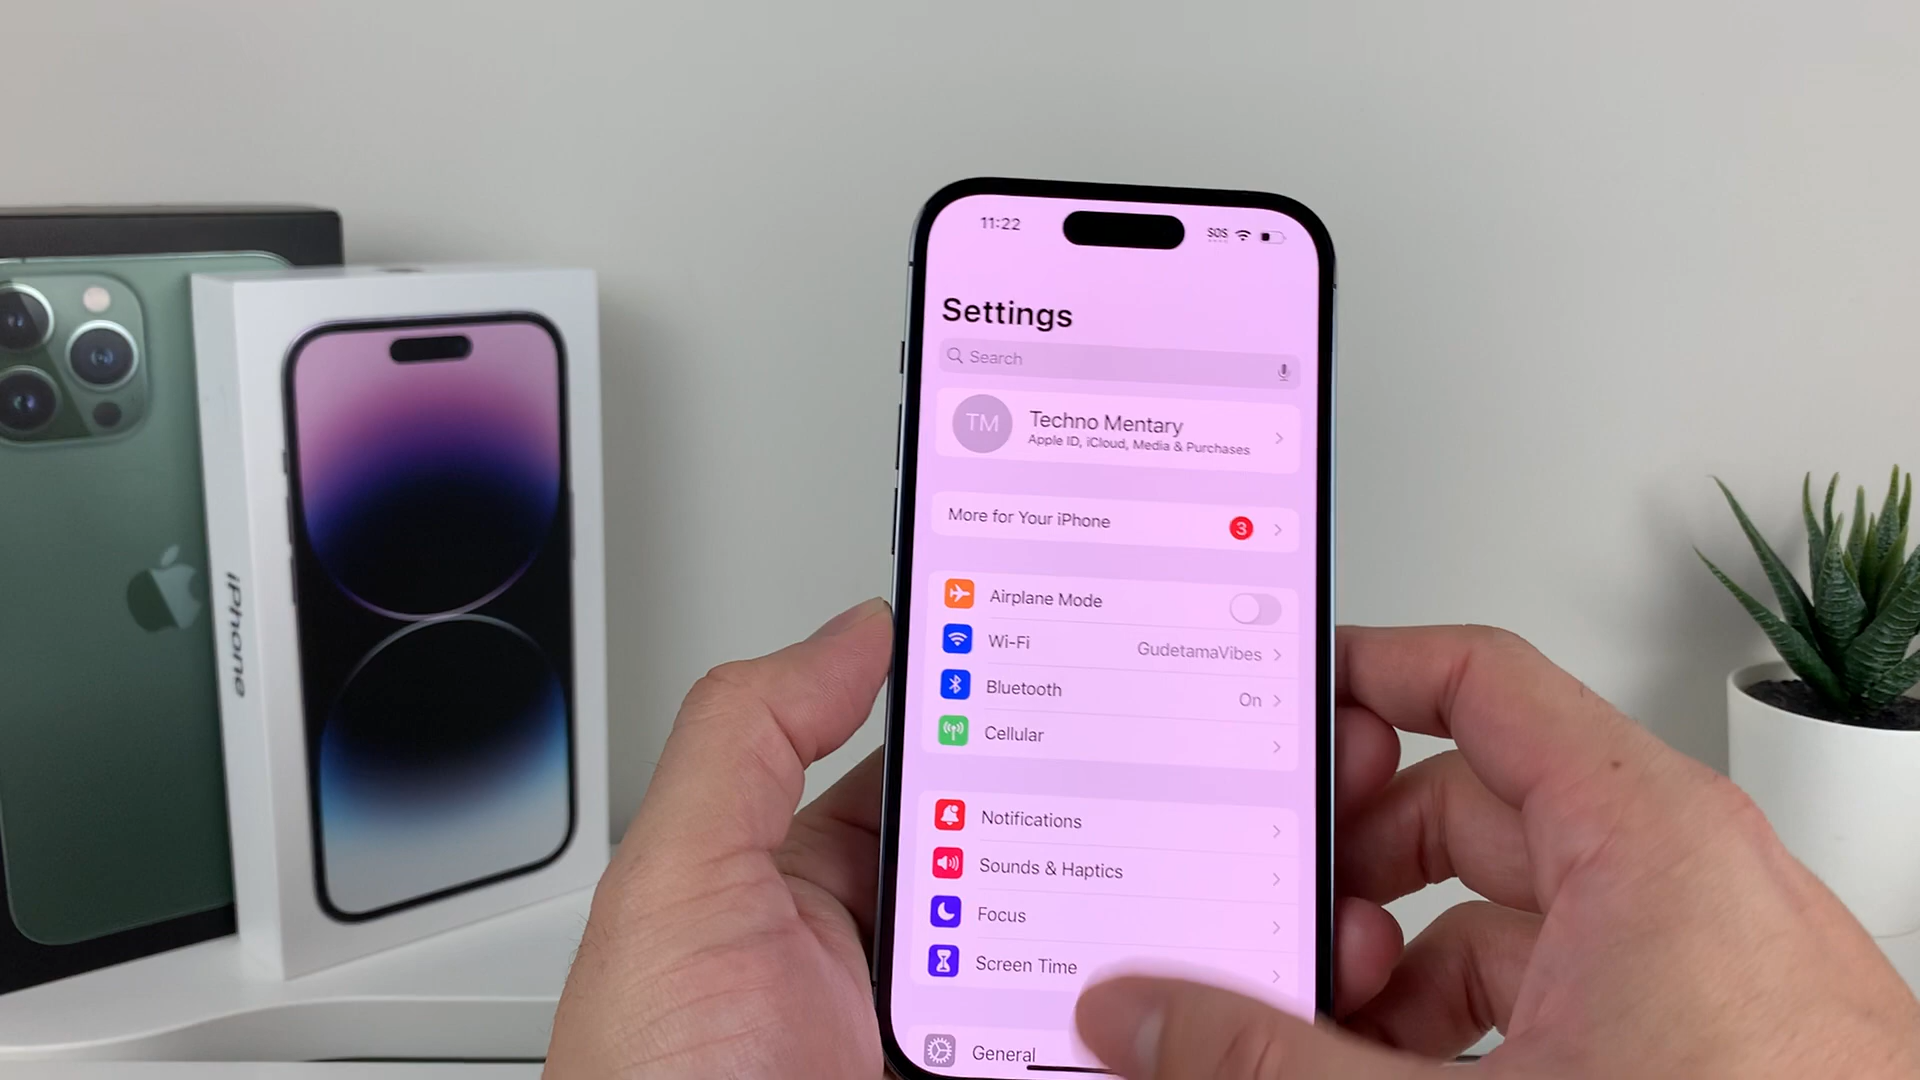 11:22
SOS
Settings
Search
TM
Techno Mentary
Apple ID, iCloud, Media & Purchases
More for Your iPhone
3
Airplane Mode
Wi-Fi
GudetamaVibes
Bluetooth
On
Cellular
Notifications
Sounds & Haptics
Focus
Screen Time
General
iPhone